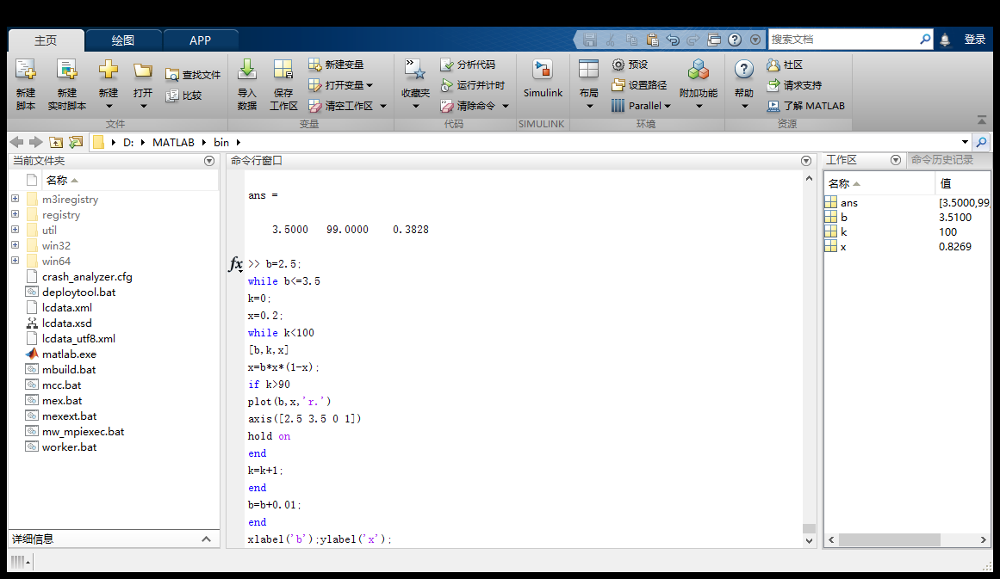 主页 绘图 APP 搜索文档 登录
新建 脚本
新建 实时脚本
新建
打开
查找文件
比较
导入 数据
保存 工作区
新建变量
打开变量
清空工作区
收藏夹
分析代码
运行并计时
清除命令
Simulink
布局
预设
设置路径
Parallel
附加功能
帮助
社区
请求支持
了解 MATLAB
文件 变量 代码 SIMULINK 环境 资源
D: MATLAB bin
当前文件夹
名称
m3iregistry
registry
util
win32
win64
crash_analyzer.cfg
deploytool.bat
lcdata.xml
lcdata.xsd
lcdata_utf8.xml
matlab.exe
mbuild.bat
mcc.bat
mex.bat
mexext.bat
mw_mpiexec.bat
worker.bat
详细信息
命令行窗口
ans =
3.5000 99.0000 0.3828
fx >> b=2.5;
while b<=3.5
k=0;
x=0.2;
while k<100
[b,k,x]
x=b*x*(1-x);
if k>90
plot(b,x,'r.')
axis([2.5 3.5 0 1])
hold on
end
k=k+1;
end
b=b+0.01;
end
xlabel('b');ylabel('x');
工作区 命令历史记录
名称 值
ans [3.5000,99
b 3.5100
k 100
x 0.8269